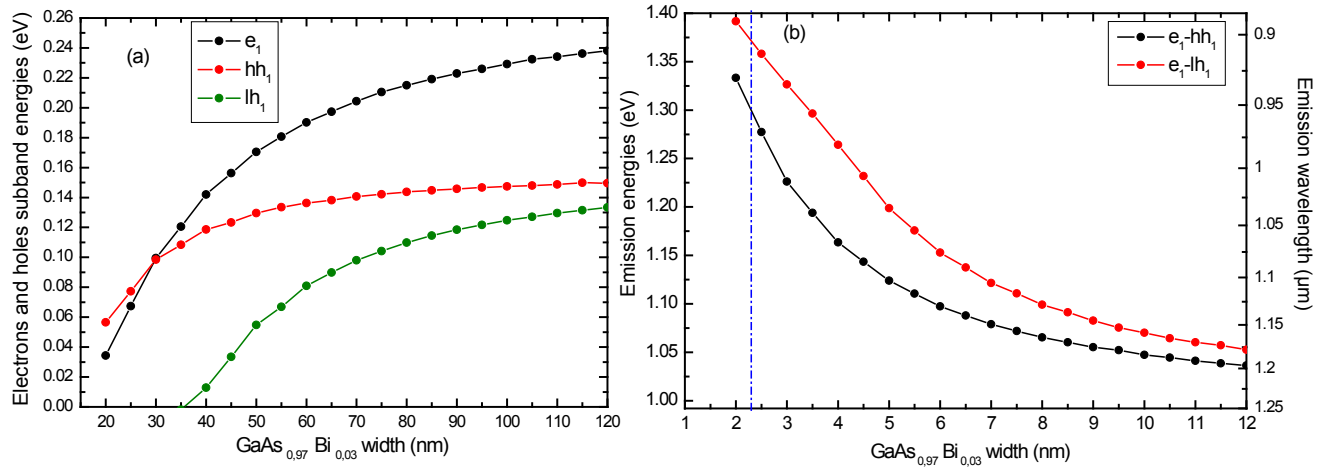 Electrons and holes subband energies (eV)
0.26
0.24
0.22
0.20
0.18
0.16
0.14
0.12
0.10
0.08
0.06
0.04
0.02
0.00
(a)
e₁
hh₁
lh₁
20 30 40 50 60 70 80 90 100 110 120
GaAs₀,₉₇ Bi₀,₀₃ width (nm)
Emission energies (eV)
1.40
1.35
1.30
1.25
1.20
1.15
1.10
1.05
1.00
(b)
e₁-hh₁
e₁-lh₁
1 2 3 4 5 6 7 8 9 10 11 12
GaAs₀,₉₇ Bi₀,₀₃ width (nm)
0.9
0.95
1
1.05
1.10
1.15
1.2
1.25
Emission wavelength (µm)